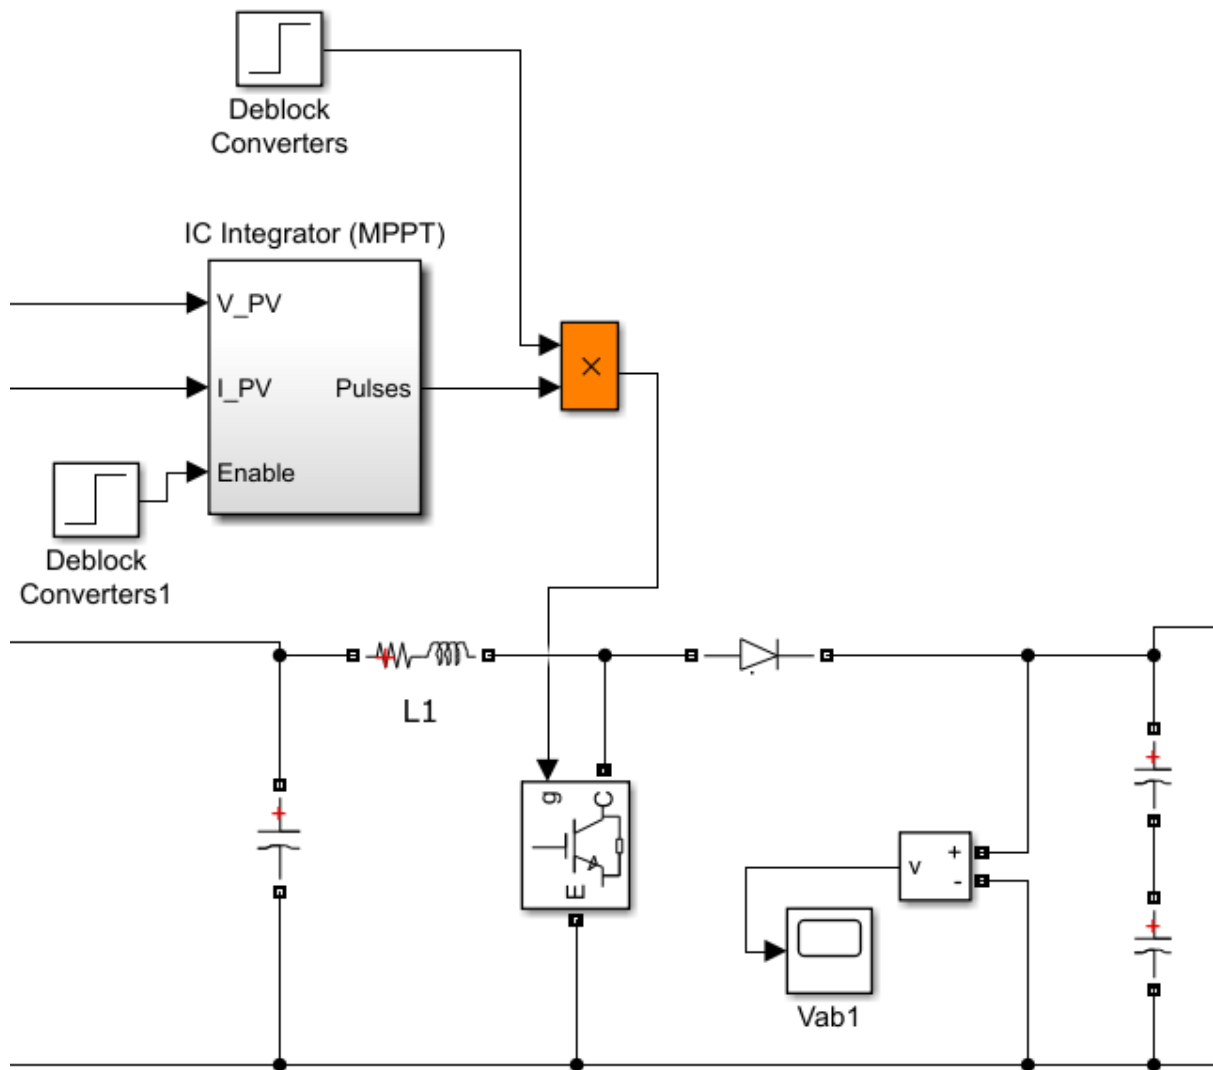 Deblock
Converters
IC Integrator (MPPT)
V_PV
I_PV
Pulses
×
Enable
Deblock
Converters1
L1
g
C
E
v
+
-
Vab1